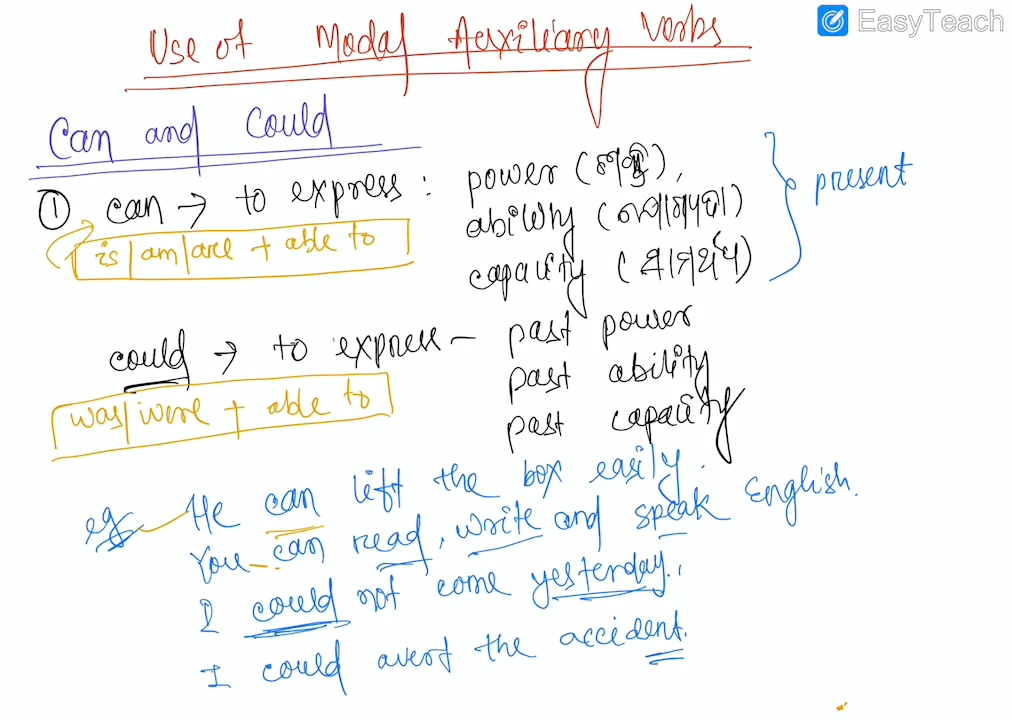 EasyTeach
Use of Modal Auxiliary Verbs
Can and Could
① can → to express : power ( ),
ability ( )
capacity (ସାମର୍ଥ୍ୟ)
present
is/am/are + able to
could → to express – past power
past ability
past capacity
was/were + able to
eg He can lift the box easily.
You can read, write and speak English.
I could not come yesterday.
I could avert the accident.